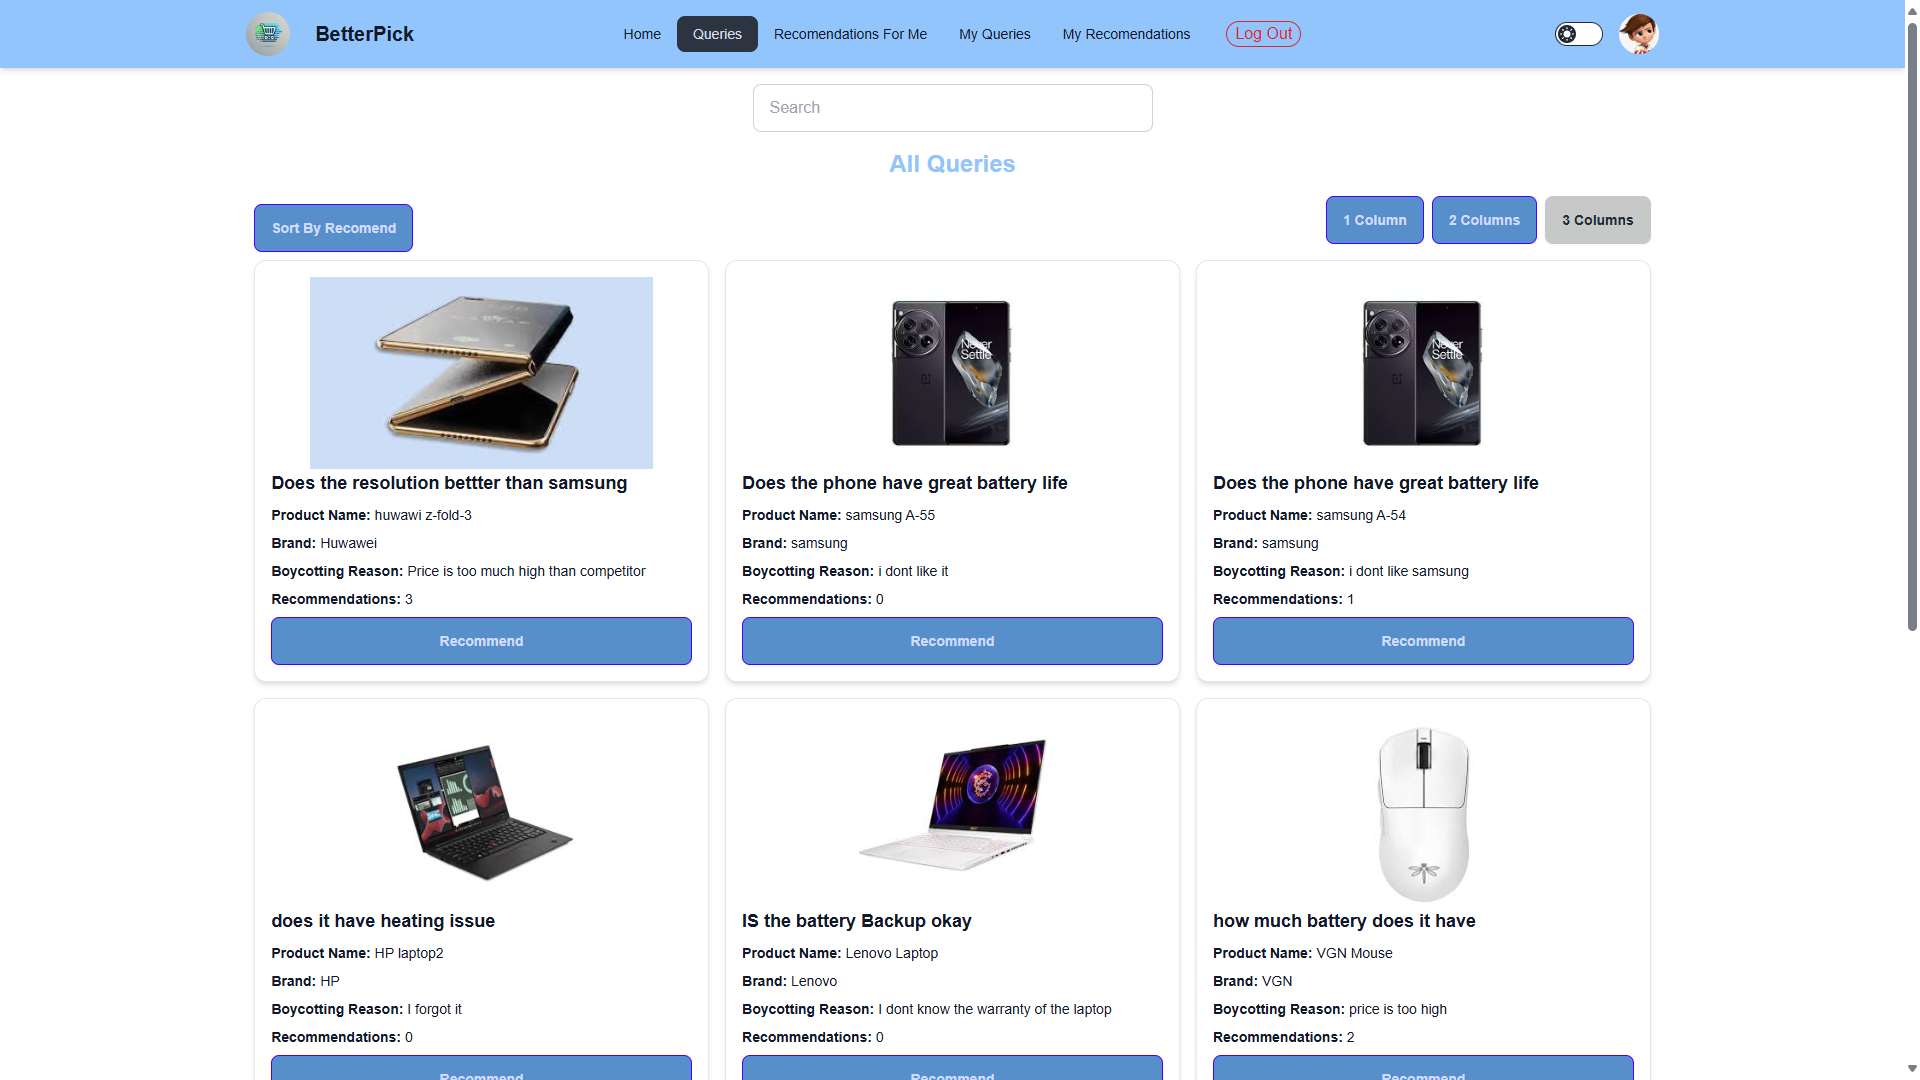 BetterPick
Home
Queries
Recomendations For Me
My Queries
My Recomendations
Log Out
Search
All Queries
Sort By Recomend
1 Column
2 Columns
3 Columns
Never
Settle
Never
Settle
Does the resolution bettter than samsung
Product Name: huwawi z-fold-3
Brand: Huwawei
Boycotting Reason: Price is too much high than competitor
Recommendations: 3
Recommend
Does the phone have great battery life
Product Name: samsung A-55
Brand: samsung
Boycotting Reason: i dont like it
Recommendations: 0
Recommend
Does the phone have great battery life
Product Name: samsung A-54
Brand: samsung
Boycotting Reason: i dont like samsung
Recommendations: 1
Recommend
does it have heating issue
Product Name: HP laptop2
Brand: HP
Boycotting Reason: I forgot it
Recommendations: 0
Recommend
IS the battery Backup okay
Product Name: Lenovo Laptop
Brand: Lenovo
Boycotting Reason: I dont know the warranty of the laptop
Recommendations: 0
Recommend
how much battery does it have
Product Name: VGN Mouse
Brand: VGN
Boycotting Reason: price is too high
Recommendations: 2
Recommend